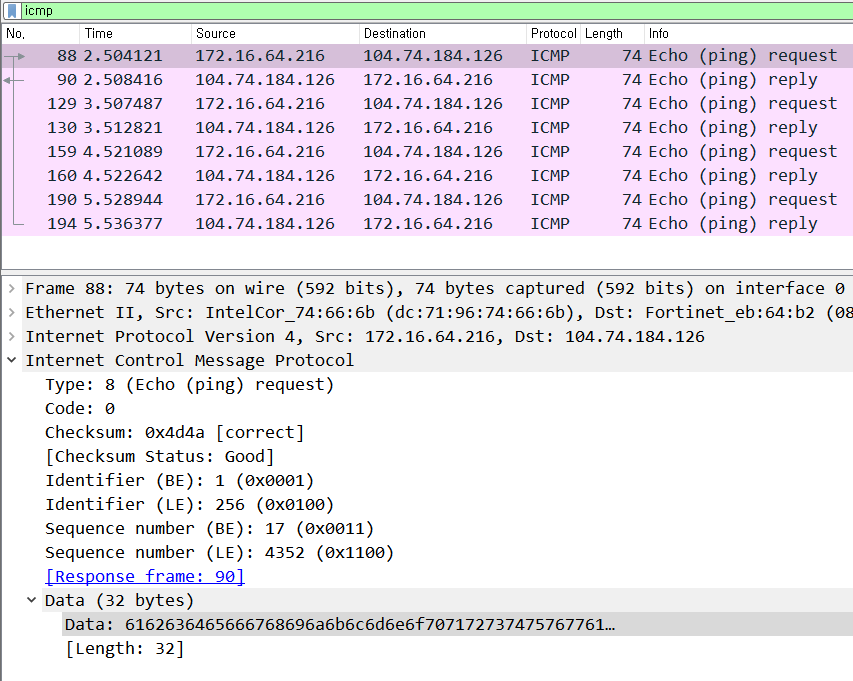 icmp
No. Time Source Destination Protocol Length Info
88 2.504121 172.16.64.216 104.74.184.126 ICMP 74 Echo (ping) request
90 2.508416 104.74.184.126 172.16.64.216 ICMP 74 Echo (ping) reply
129 3.507487 172.16.64.216 104.74.184.126 ICMP 74 Echo (ping) request
130 3.512821 104.74.184.126 172.16.64.216 ICMP 74 Echo (ping) reply
159 4.521089 172.16.64.216 104.74.184.126 ICMP 74 Echo (ping) request
160 4.522642 104.74.184.126 172.16.64.216 ICMP 74 Echo (ping) reply
190 5.528944 172.16.64.216 104.74.184.126 ICMP 74 Echo (ping) request
194 5.536377 104.74.184.126 172.16.64.216 ICMP 74 Echo (ping) reply
Frame 88: 74 bytes on wire (592 bits), 74 bytes captured (592 bits) on interface 0
Ethernet II, Src: IntelCor_74:66:6b (dc:71:96:74:66:6b), Dst: Fortinet_eb:64:b2 (08
Internet Protocol Version 4, Src: 172.16.64.216, Dst: 104.74.184.126
Internet Control Message Protocol
Type: 8 (Echo (ping) request)
Code: 0
Checksum: 0x4d4a [correct]
[Checksum Status: Good]
Identifier (BE): 1 (0x0001)
Identifier (LE): 256 (0x0100)
Sequence number (BE): 17 (0x0011)
Sequence number (LE): 4352 (0x1100)
[Response frame: 90]
Data (32 bytes)
Data: 6162636465666768696a6b6c6d6e6f707172737475767761…
[Length: 32]